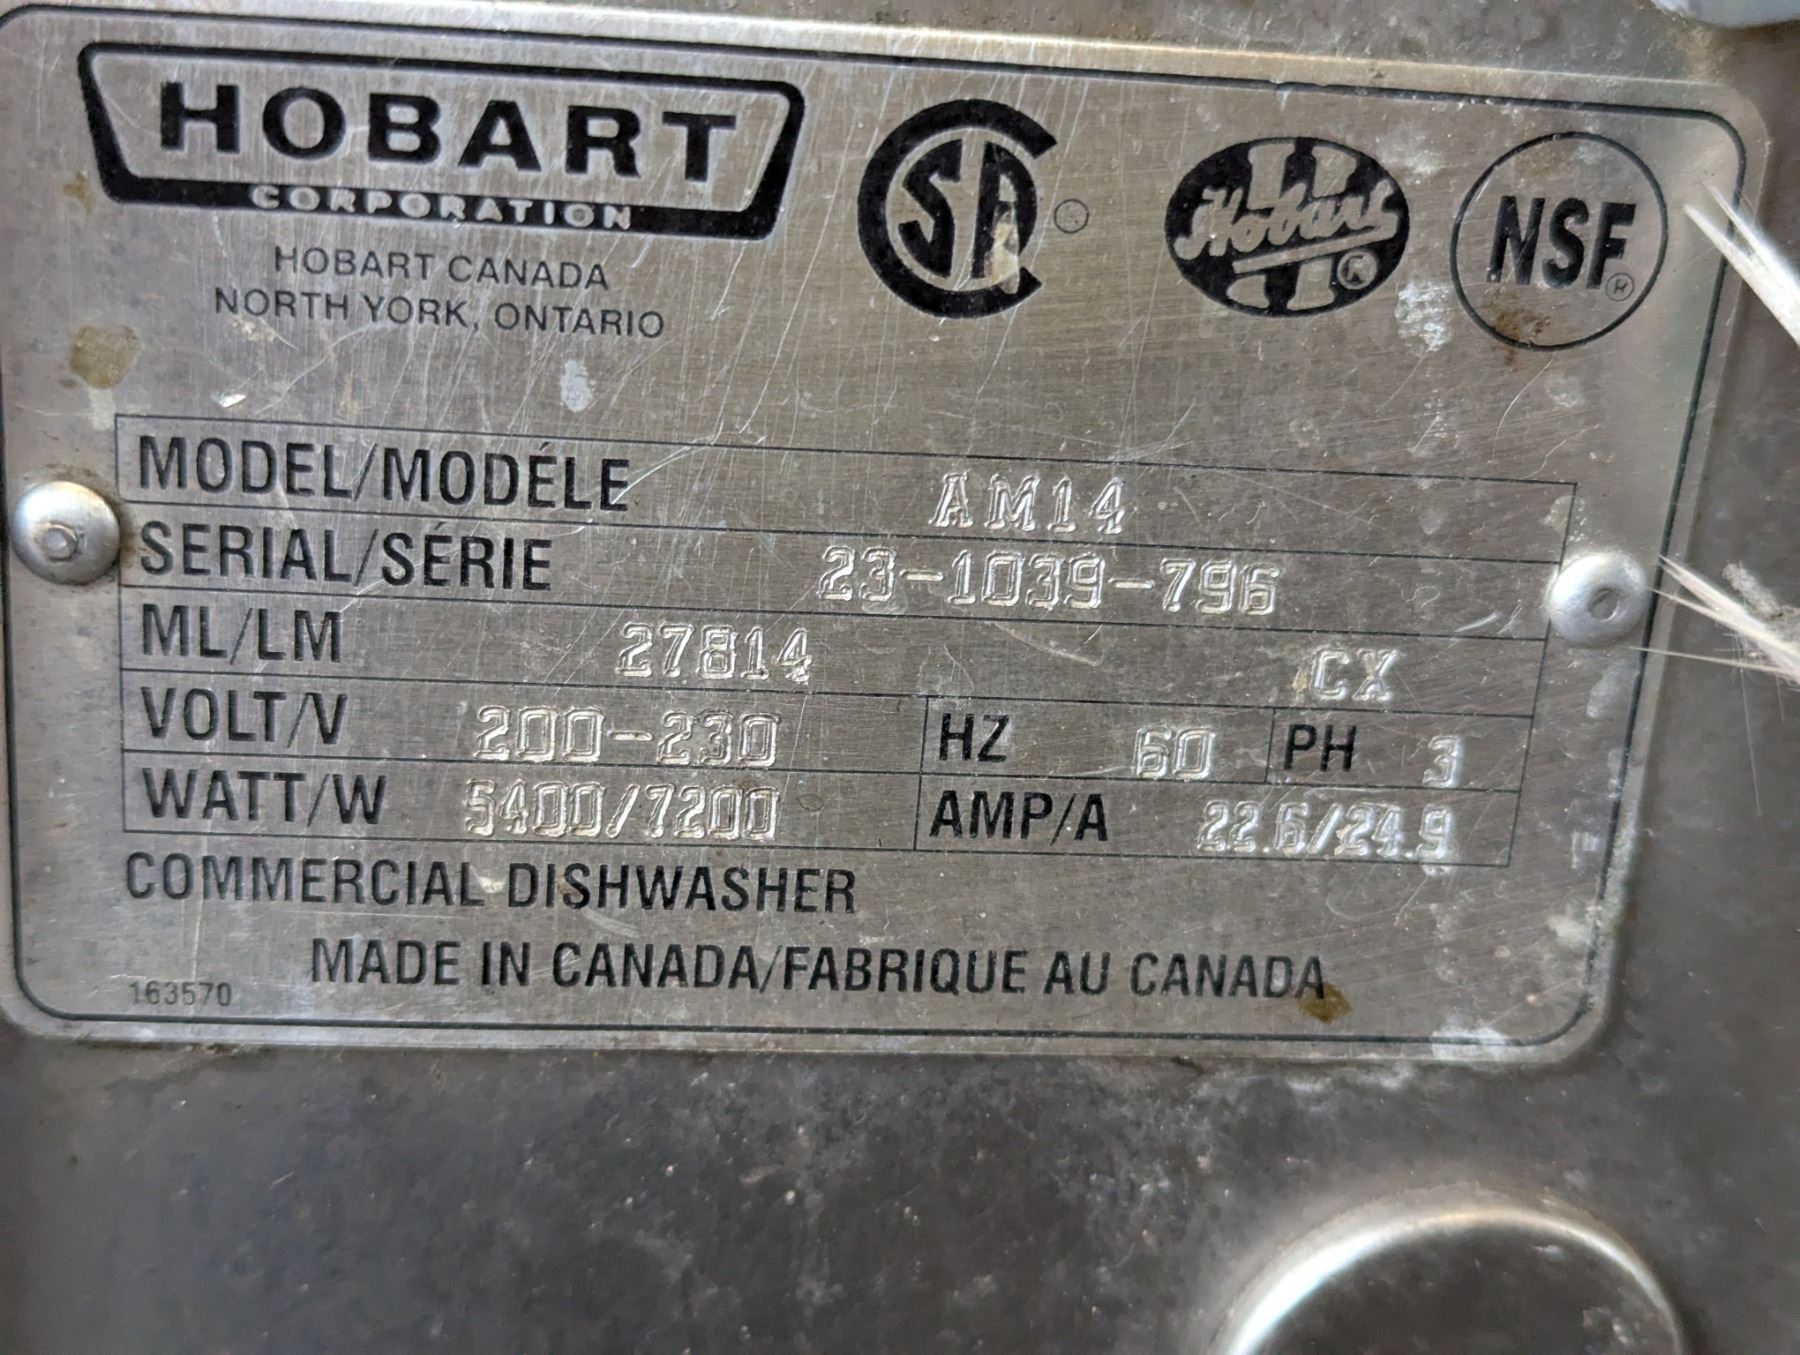 HOBART
CORPORATION
HOBART CANADA
NORTH YORK, ONTARIO
CSA ®
Hobart ®
NSF ®
MODEL/MODÉLE AM14
SERIAL/SÉRIE 23-1039-796
ML/LM 27814 CX
VOLT/V 200-230 HZ 60 PH 3
WATT/W 5400/7200 AMP/A 22.6/24.9
COMMERCIAL DISHWASHER
MADE IN CANADA/FABRIQUE AU CANADA
163570